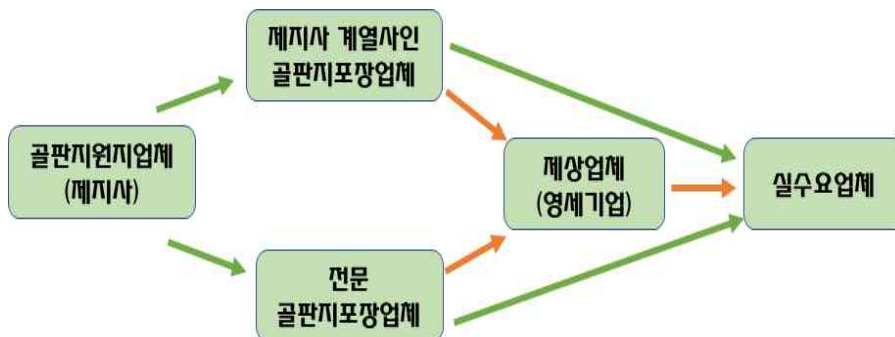 제지사 계열사인
골판지포장업체
골판지원지업체
(제지사)
제상업체
(영세기업)
실수요업체
전문
골판지포장업체